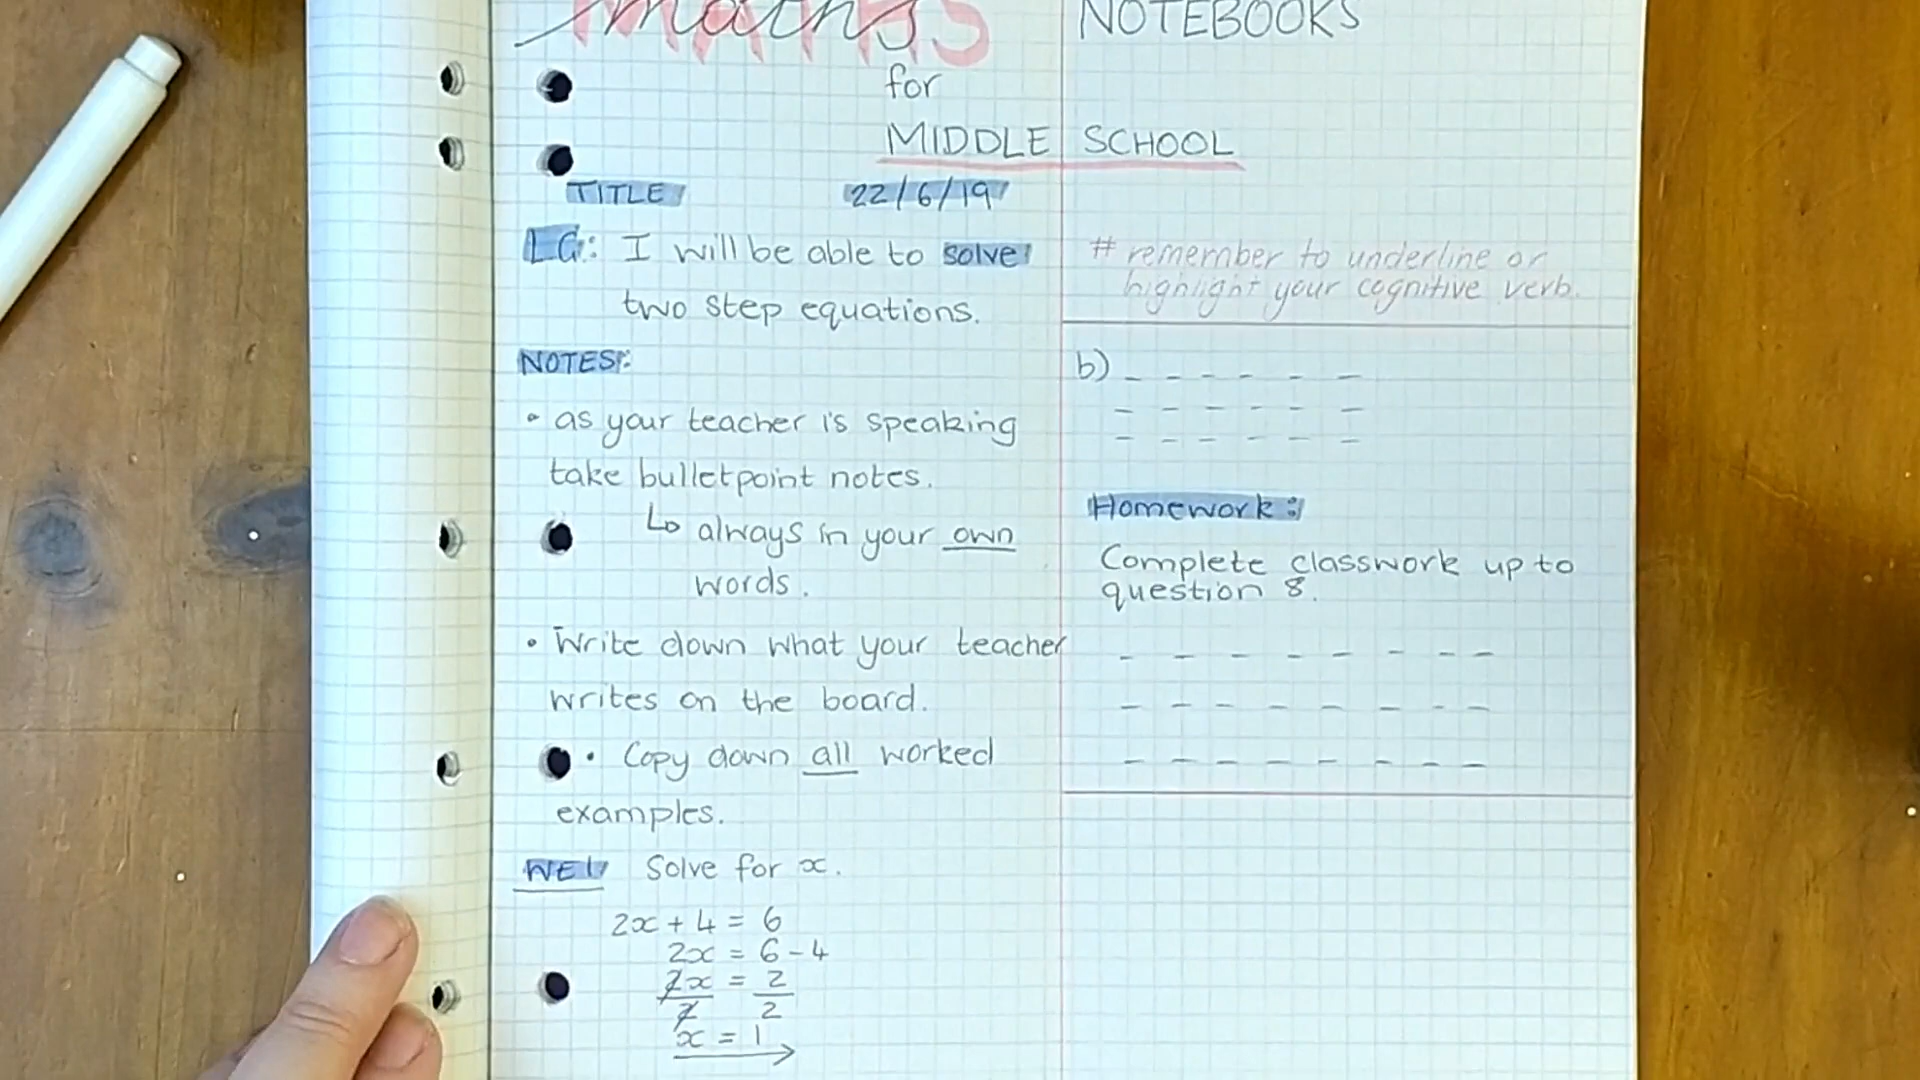 maths
MATHS
NOTEBOOKS
for
MIDDLE SCHOOL
TITLE 22/6/19
LG: I will be able to solve
two step equations.
# remember to underline or
highlight your cognitive verb.
NOTES:
• as your teacher is speaking
take bulletpoint notes.
↳ always in your own
words.
• Write down what your teacher
writes on the board.
• Copy down all worked
examples.
WE1 Solve for x.
2x + 4 = 6
2x = 6 - 4
2x/2 = 2/2
x = 1
b) _ _ _ _ _ _
_ _ _ _ _ _
_ _ _ _ _ _
Homework:
Complete classwork up to
question 8.
_ _ _ _ _ _ _ _
_ _ _ _ _ _ _ _
_ _ _ _ _ _ _ _